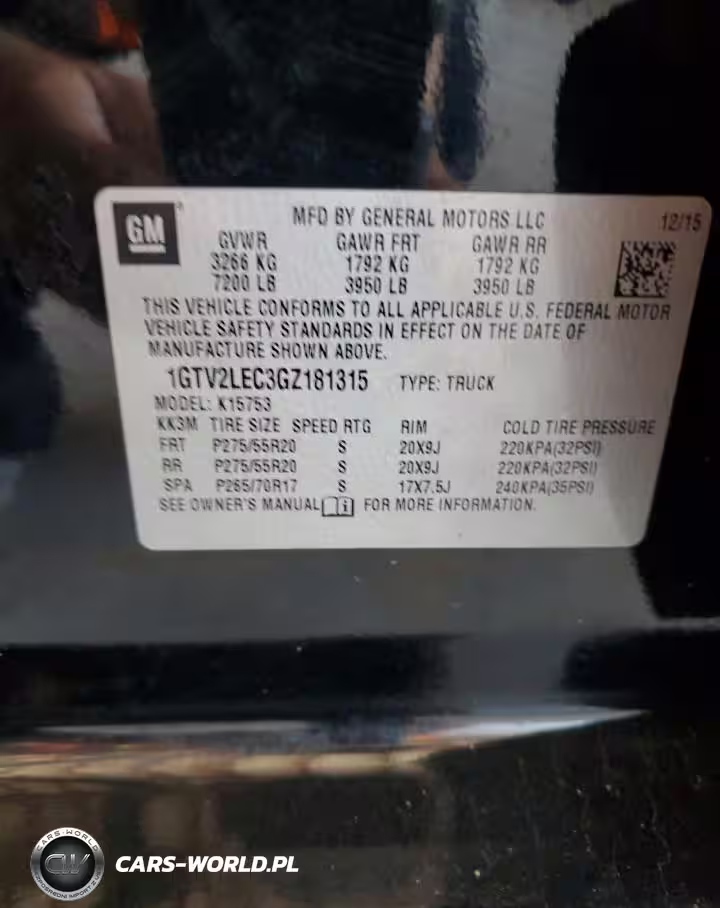 GM
MFD BY GENERAL MOTORS LLC 12/15
GVWR GAWR FRT GAWR RR
3266 KG 1792 KG 1792 KG
7200 LB 3950 LB 3950 LB
THIS VEHICLE CONFORMS TO ALL APPLICABLE U.S. FEDERAL MOTOR
VEHICLE SAFETY STANDARDS IN EFFECT ON THE DATE OF
MANUFACTURE SHOWN ABOVE.
1GTV2LEC3GZ181315 TYPE: TRUCK
MODEL: K15753
KK3M TIRE SIZE SPEED RTG RIM COLD TIRE PRESSURE
FRT P275/55R20 S 20X9J 220KPA(32PSI)
RR P275/55R20 S 20X9J 220KPA(32PSI)
SPA P265/70R17 S 17X7.5J 240KPA(35PSI)
SEE OWNER'S MANUAL FOR MORE INFORMATION.
CARS-WORLD
CW
CARS-WORLD.PL